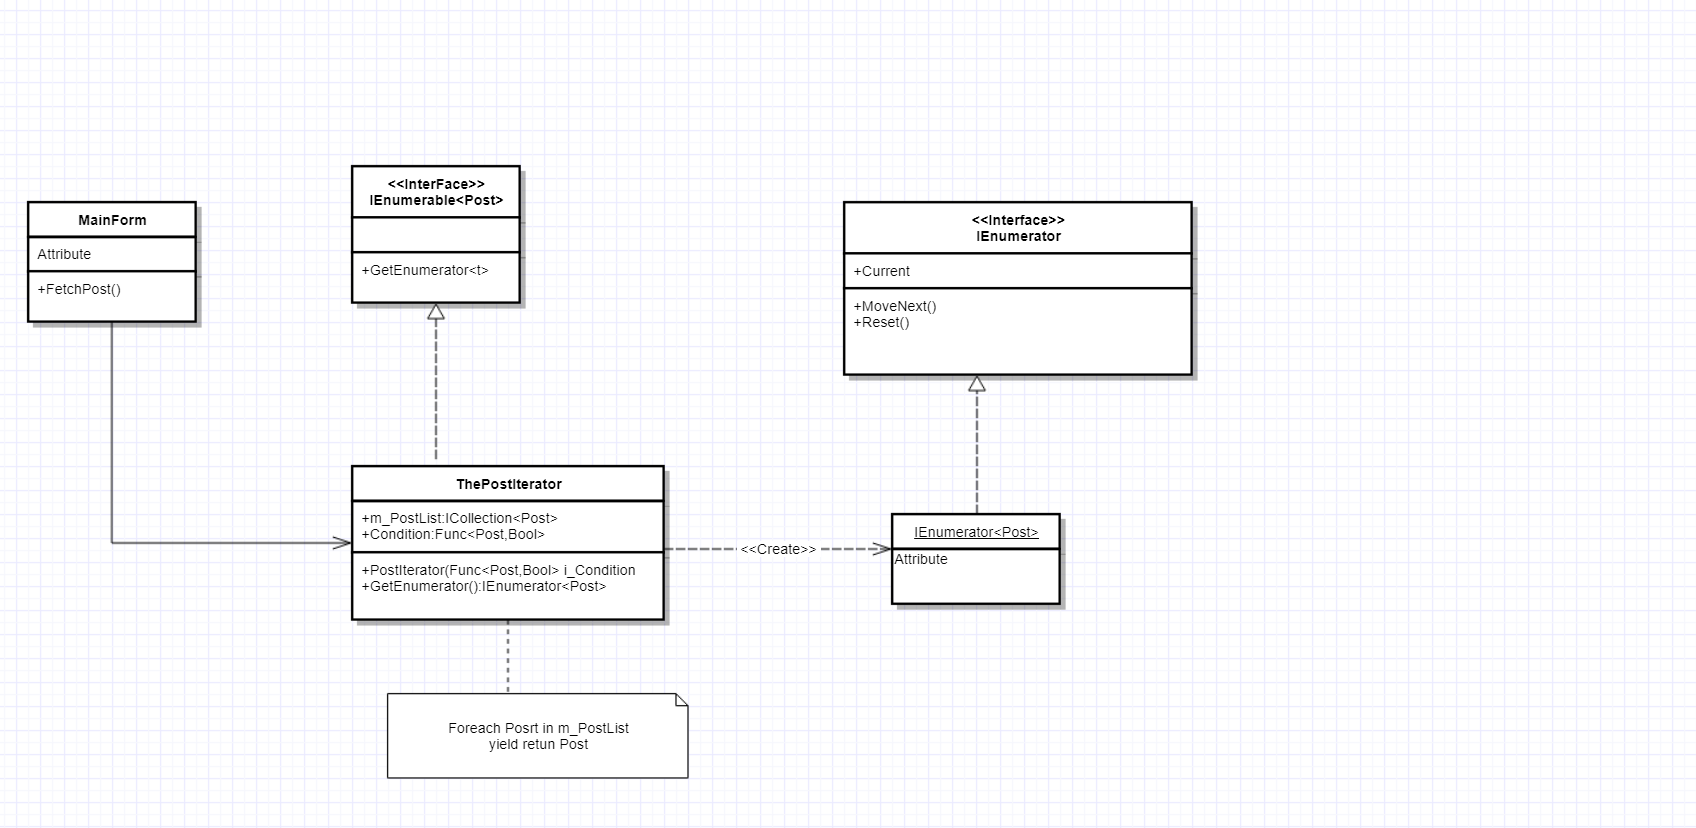 MainForm
Attribute
+FetchPost()
<<InterFace>>
IEnumerable<Post>
+GetEnumerator<t>
<<Interface>>
IEnumerator
+Current
+MoveNext()
+Reset()
ThePostIterator
+m_PostList:ICollection<Post>
+Condition:Func<Post,Bool>
+PostIterator(Func<Post,Bool> i_Condition
+GetEnumerator():IEnumerator<Post>
<<Create>>
IEnumerator<Post>
Attribute
Foreach Posrt in m_PostList
yield retun Post